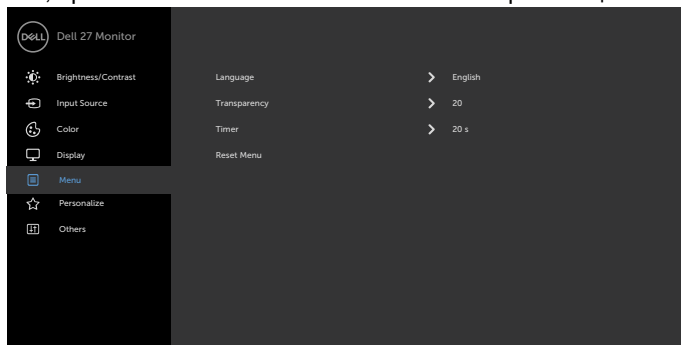 DELL Dell 27 Monitor
Brightness/Contrast
Language English
Input Source
Transparency 20
Color
Timer 20 s
Display
Reset Menu
Menu
Personalize
Others